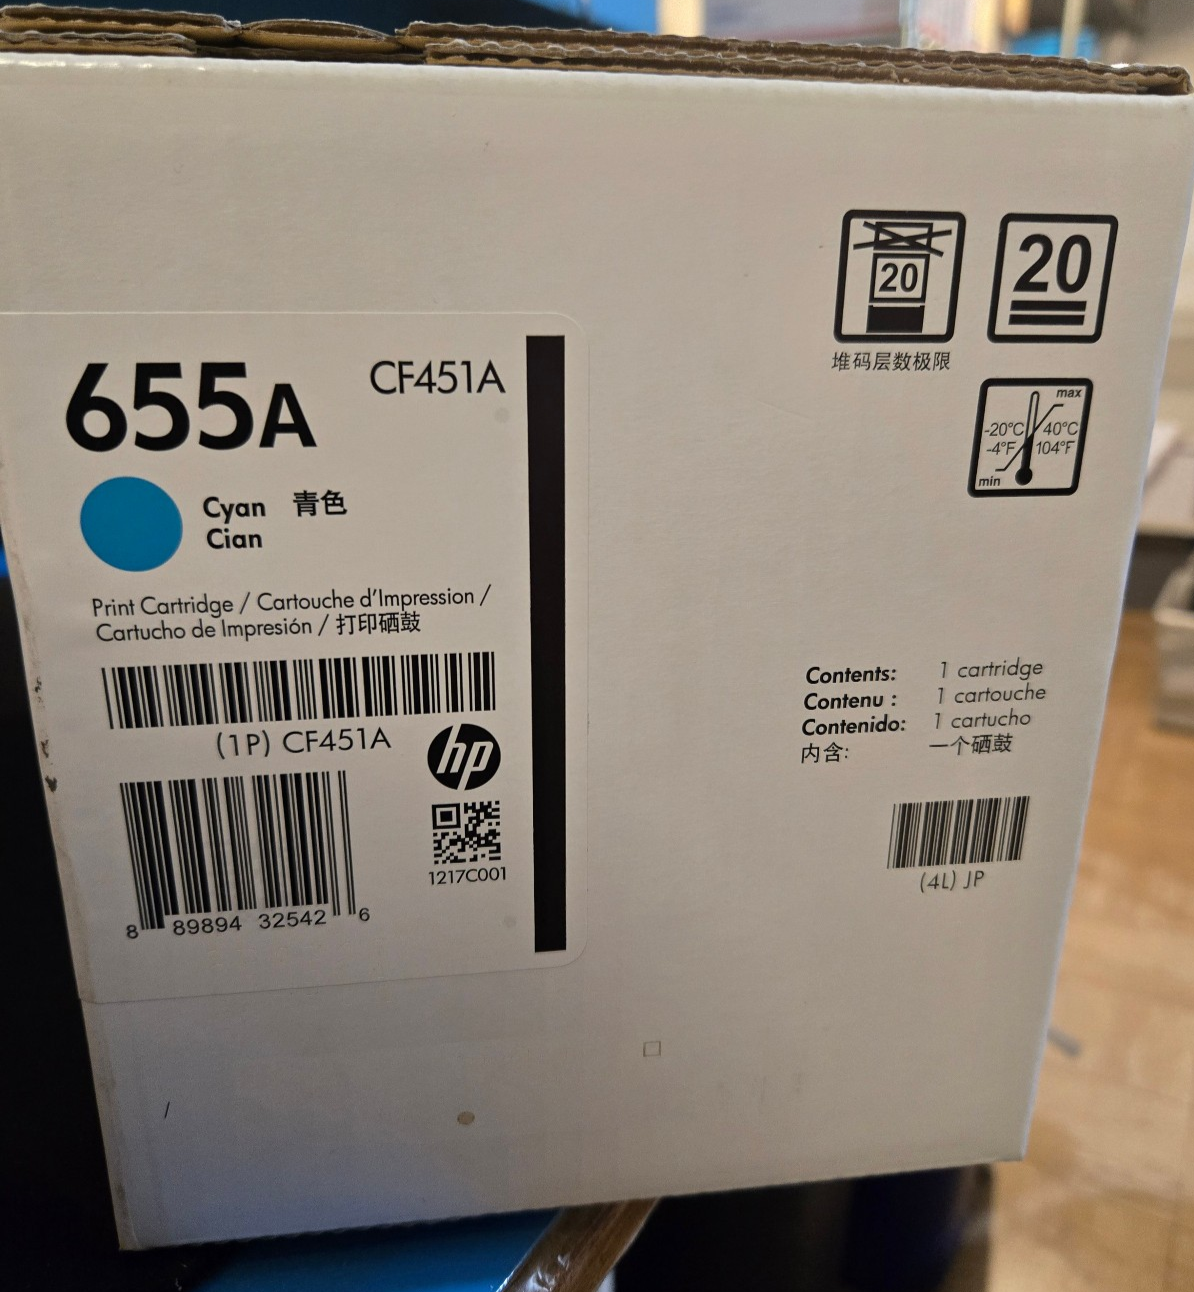 655A
CF451A
Cyan 青色
Cian
Print Cartridge / Cartouche d'Impression /
Cartucho de Impresión / 打印硒鼓
(1P) CF451A
hp
1217C001
8 89894 32542 6
20
20
堆码层数极限
max
-20°C 40°C
-4°F 104°F
min
Contents: 1 cartridge
Contenu : 1 cartouche
Contenido: 1 cartucho
内含: 一个硒鼓
(4L) JP